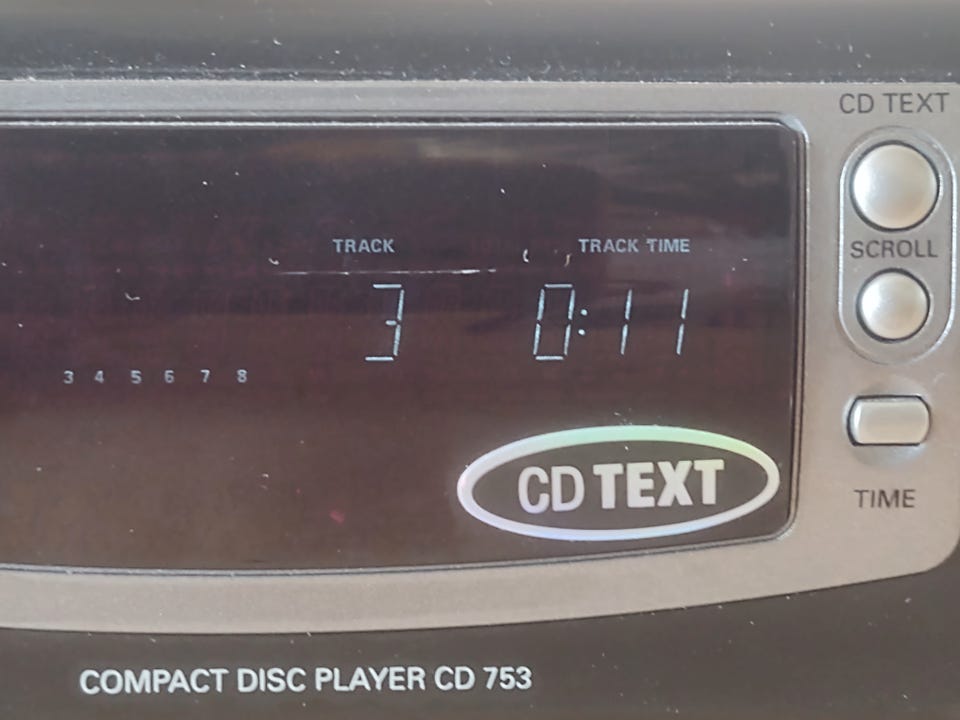 CD TEXT
TRACK TRACK TIME
SCROLL
3 0:11
3 4 5 6 7 8
CD TEXT
TIME
COMPACT DISC PLAYER CD 753